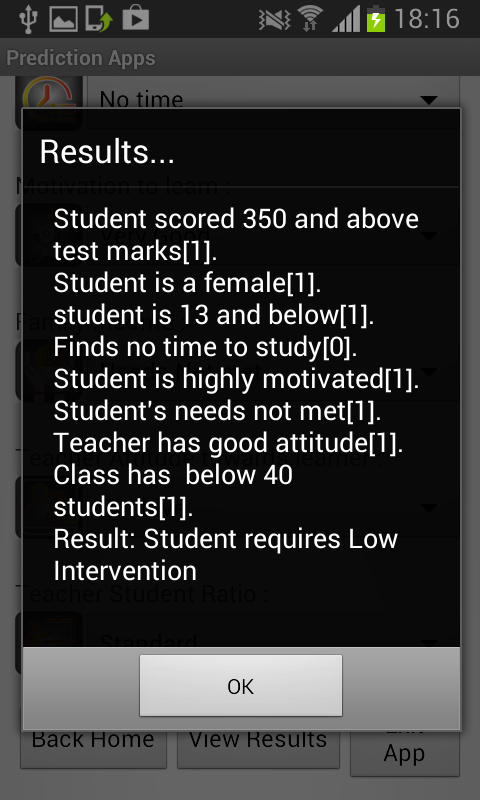 18:16
Prediction Apps
No time
Results...
Motivation to learn :
Student scored 350 and above
test marks[1].
Student is a female[1].
student is 13 and below[1].
Finds no time to study[0].
Student is highly motivated[1].
Student's needs not met[1].
Teacher has good attitude[1].
Class has below 40
students[1].
Result: Student requires Low
Intervention
Teacher Student Ratio :
Standard
OK
Back Home
View Results
Exit
App